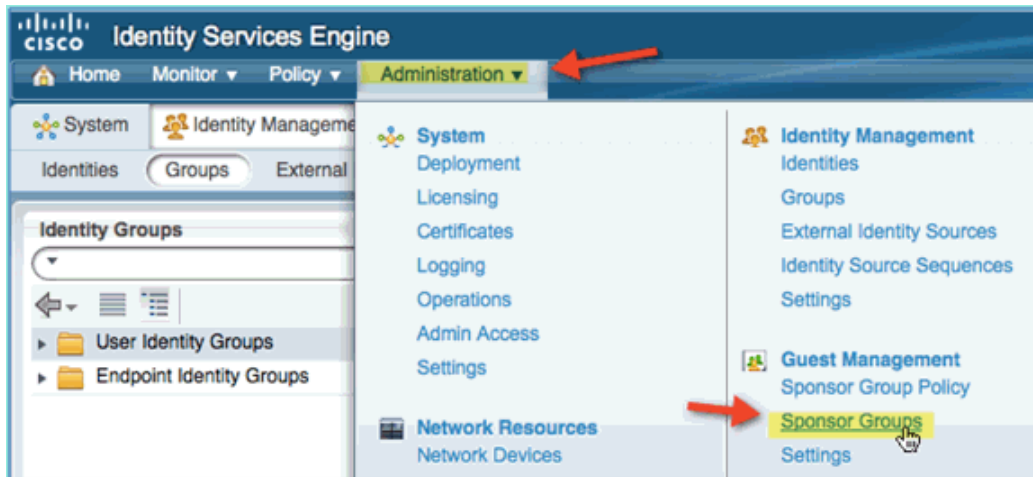 CISCO Identity Services Engine
Home Monitor Policy Administration
System Identity Manageme
Identities Groups External
Identity Groups
User Identity Groups
Endpoint Identity Groups
System
Deployment
Licensing
Certificates
Logging
Operations
Admin Access
Settings
Network Resources
Network Devices
Identity Management
Identities
Groups
External Identity Sources
Identity Source Sequences
Settings
Guest Management
Sponsor Group Policy
Sponsor Groups
Settings